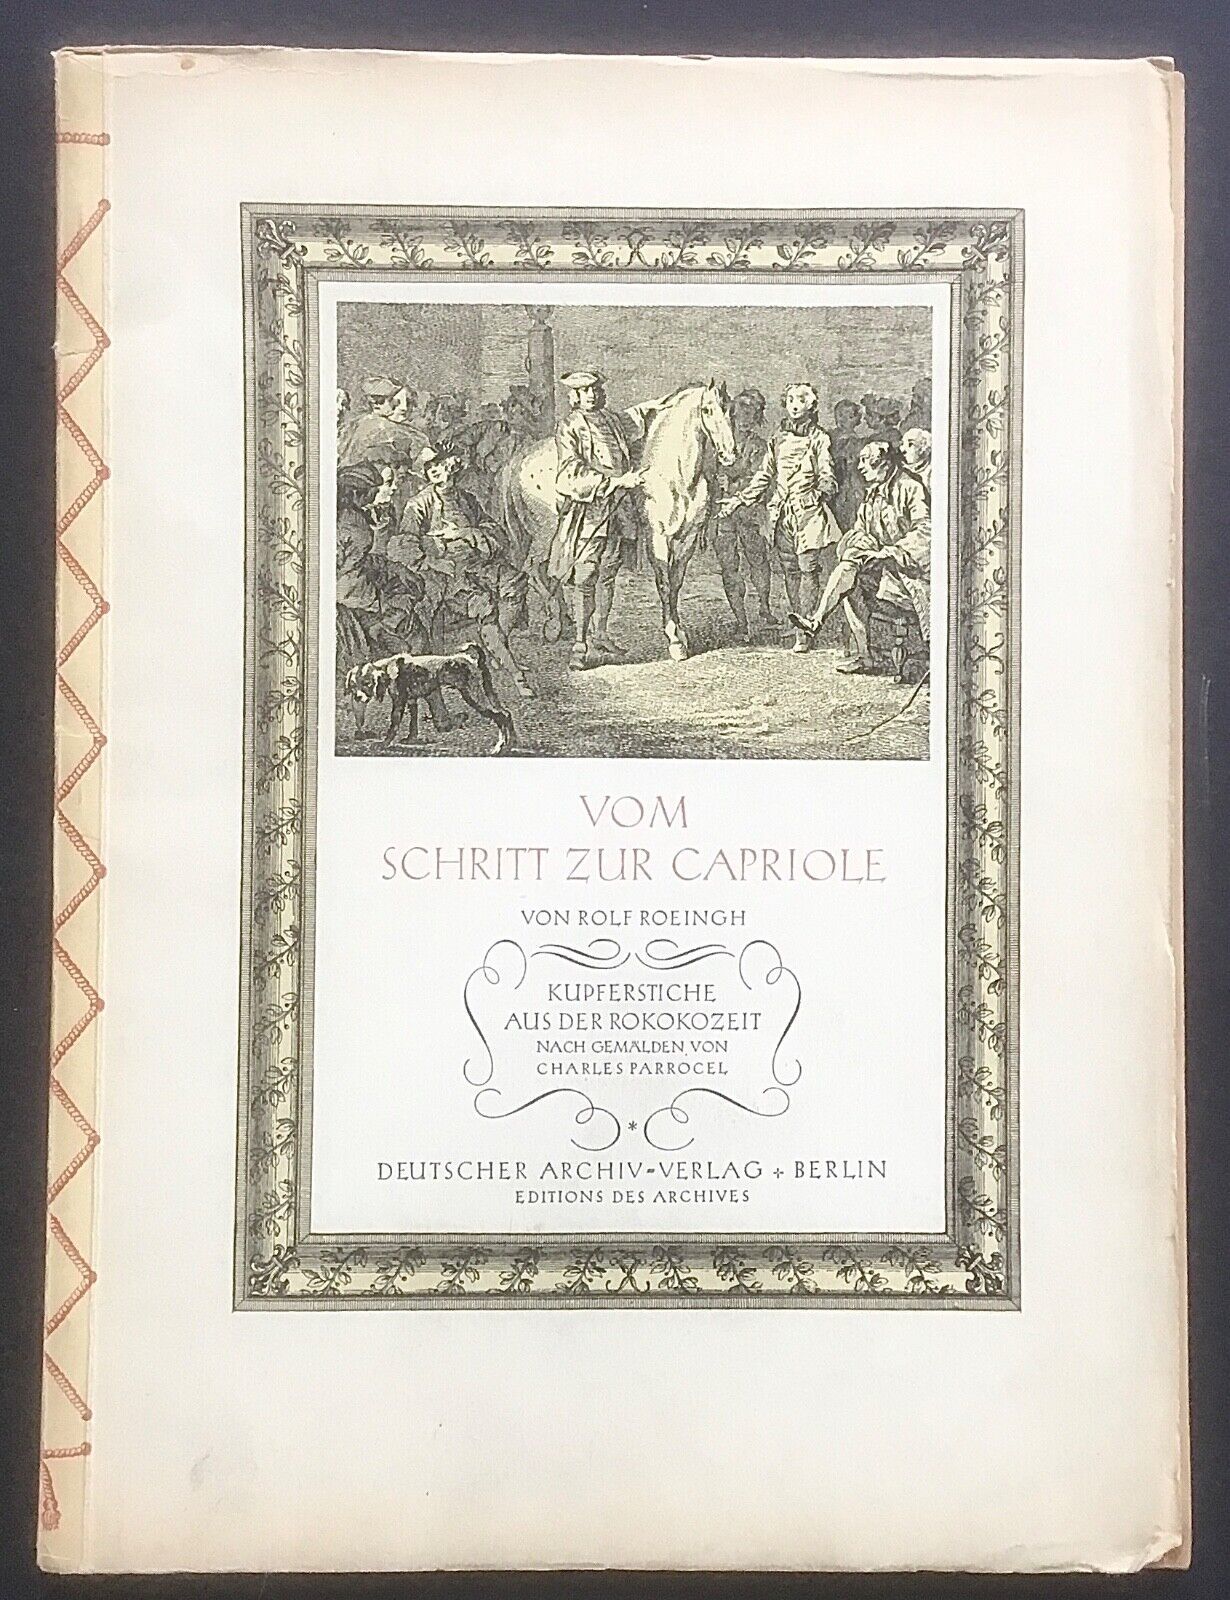 VOM
SCHRITT ZUR CAPRIOLE
VON ROLF ROEINGH
KUPFERSTICHE
AUS DER ROKOKOZEIT
NACH GEMÄLDEN VON
CHARLES PARROCEL
*
DEUTSCHER ARCHIV=VERLAG + BERLIN
EDITIONS DES ARCHIVES